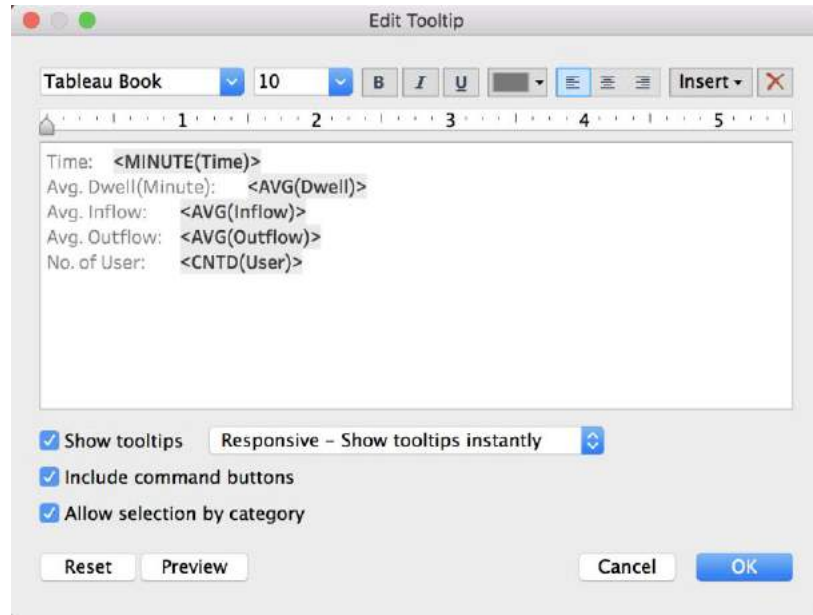 Edit Tooltip
Tableau Book 10 B I U Insert
1 2 3 4 5
Time: <MINUTE(Time)>
Avg. Dwell(Minute): <AVG(Dwell)>
Avg. Inflow: <AVG(Inflow)>
Avg. Outflow: <AVG(Outflow)>
No. of User: <CNTD(User)>
Show tooltips Responsive – Show tooltips instantly
Include command buttons
Allow selection by category
Reset Preview Cancel OK